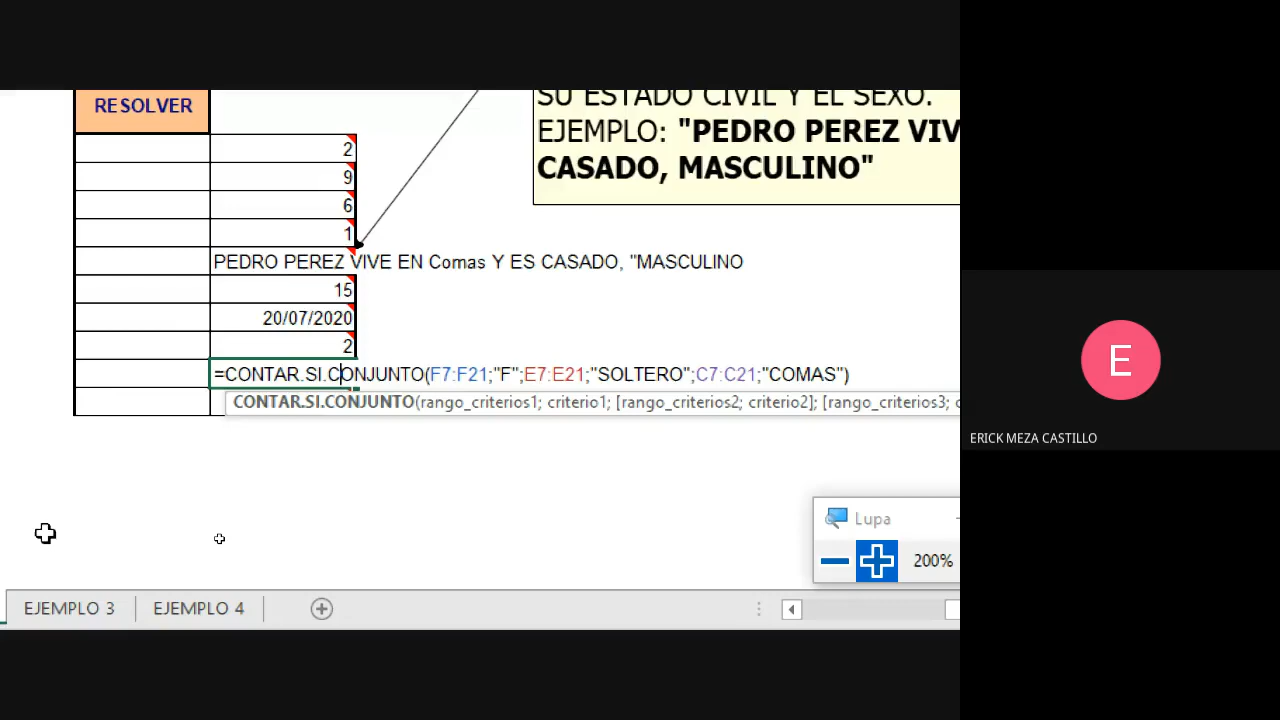 RESOLVER
SU ESTADO CIVIL Y EL SEXO.
EJEMPLO: "PEDRO PEREZ VIV
CASADO, MASCULINO"
2
9
6
1
PEDRO PEREZ VIVE EN Comas Y ES CASADO, "MASCULINO
15
20/07/2020
2
=CONTAR.SI.CONJUNTO(F7:F21;"F";E7:E21;"SOLTERO";C7:C21;"COMAS")
CONTAR.SI.CONJUNTO(rango_criterios1; criterio1; [rango_criterios2; criterio2]; [rango_criterios3; c
E
ERICK MEZA CASTILLO
Lupa
200%
EJEMPLO 3
EJEMPLO 4